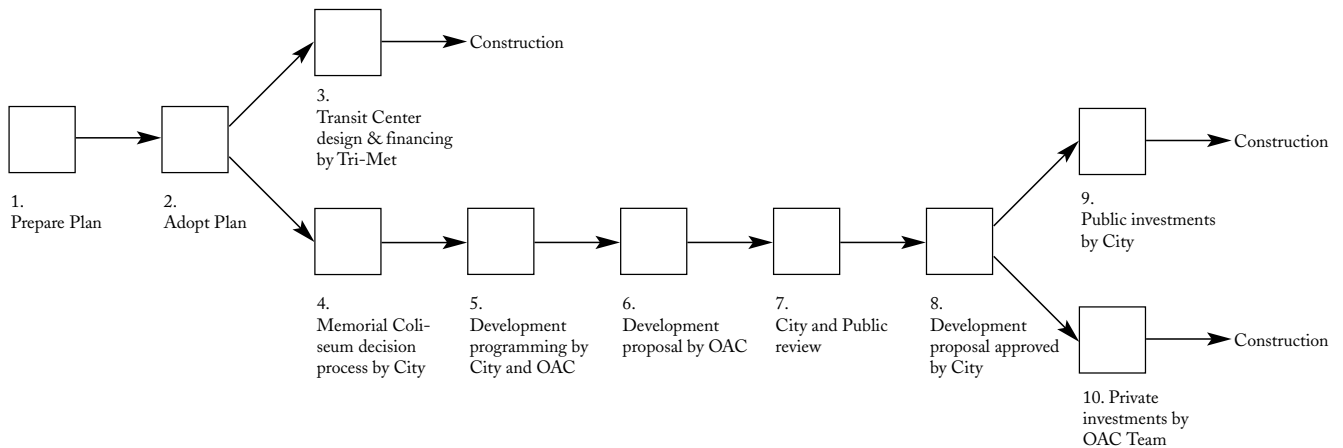 Construction
3.
Transit Center
design & financing
by Tri-Met
1.
Prepare Plan
2.
Adopt Plan
4.
Memorial Coli-
seum decision
process by City
5.
Development
programming by
City and OAC
6.
Development
proposal by OAC
7.
City and Public
review
8.
Development
proposal approved
by City
Construction
9.
Public investments
by City
Construction
10. Private
investments by
OAC Team